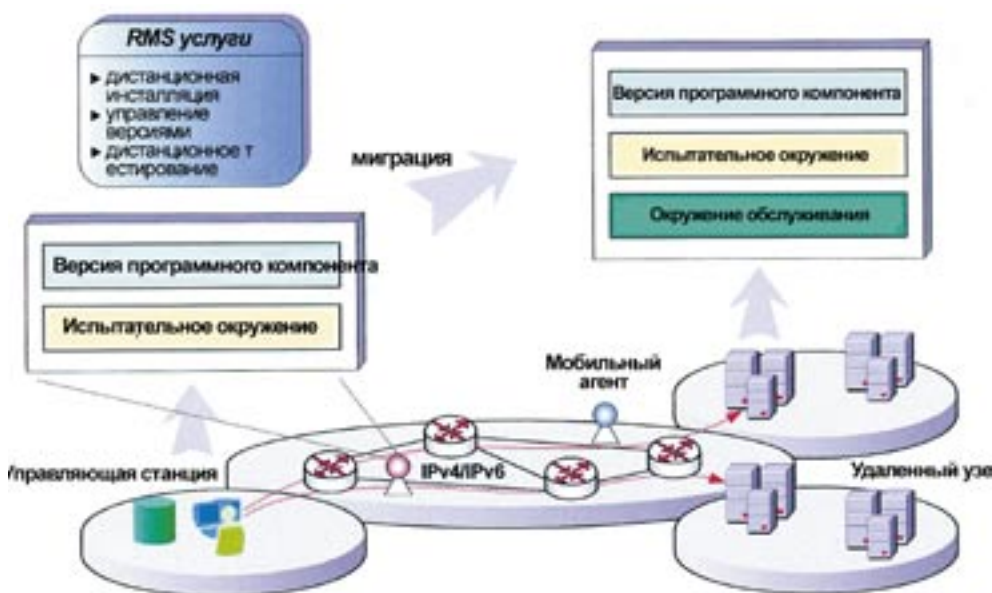 RMS услуги
▸ дистанционная
инсталляция
▸ управление
версиями
▸ дистанционное т
естирование
миграция
Версия программного компонента
Испытательное окружение
Окружение обслуживания
Версия программного компонента
Испытательное окружение
Мобильный
агент
Управляющая станция
IPv4/IPv6
Удаленный узе